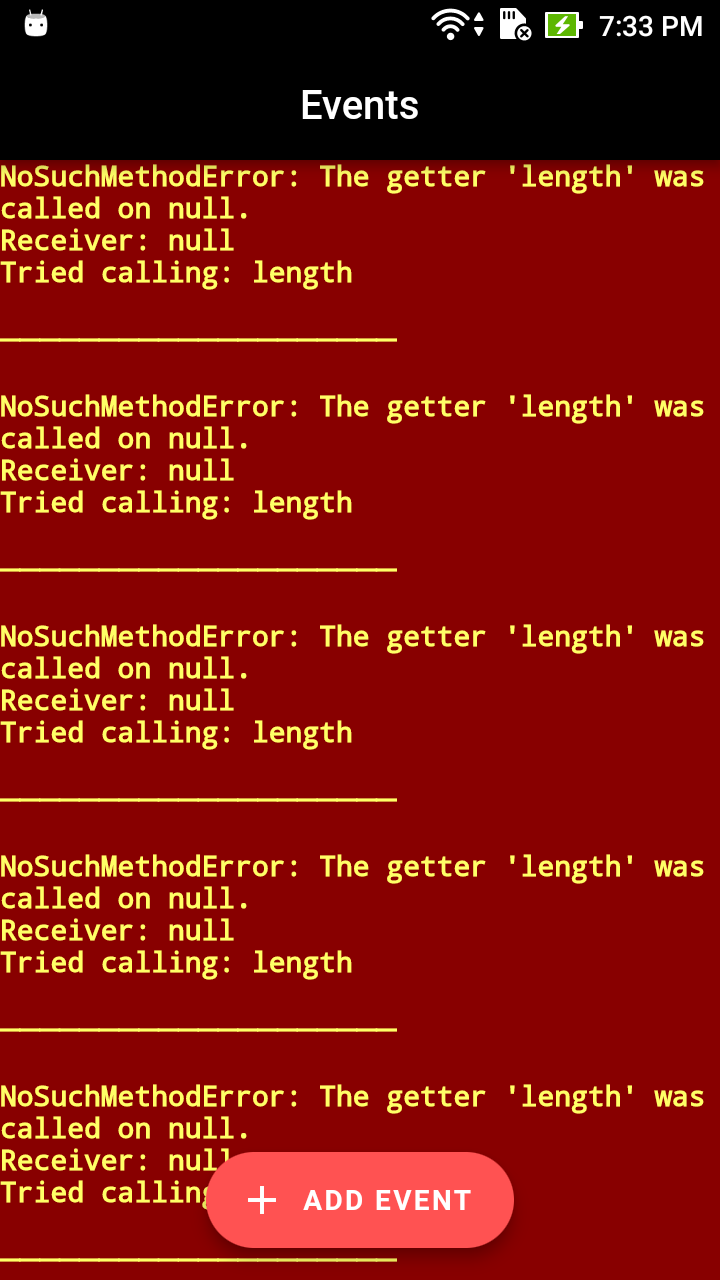 7:33 PM
Events
NoSuchMethodError: The getter 'length' was
called on null.
Receiver: null
Tried calling: length
NoSuchMethodError: The getter 'length' was
called on null.
Receiver: null
Tried calling: length
NoSuchMethodError: The getter 'length' was
called on null.
Receiver: null
Tried calling: length
NoSuchMethodError: The getter 'length' was
called on null.
Receiver: null
Tried calling: length
NoSuchMethodError: The getter 'length' was
called on null.
Receiver: null
Tried calling
+ ADD EVENT